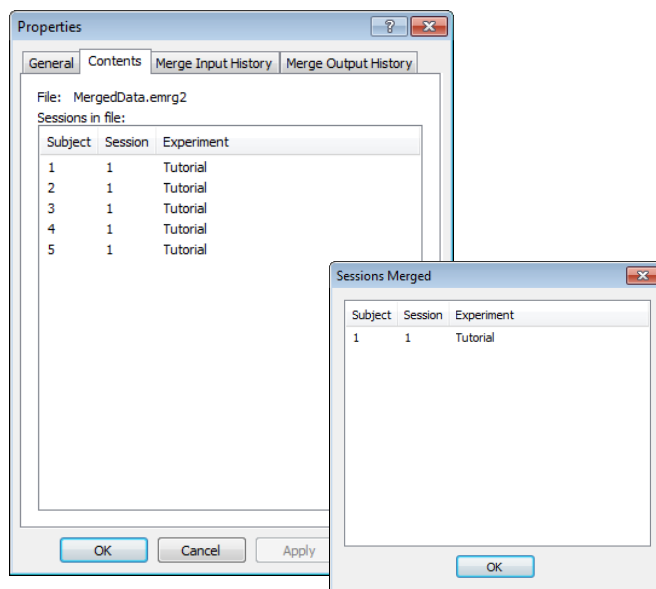 Properties
General Contents Merge Input History Merge Output History
File: MergedData.emrg2
Sessions in file:
Subject Session Experiment
1 1 Tutorial
2 1 Tutorial
3 1 Tutorial
4 1 Tutorial
5 1 Tutorial
OK Cancel Apply
Sessions Merged
Subject Session Experiment
1 1 Tutorial
OK